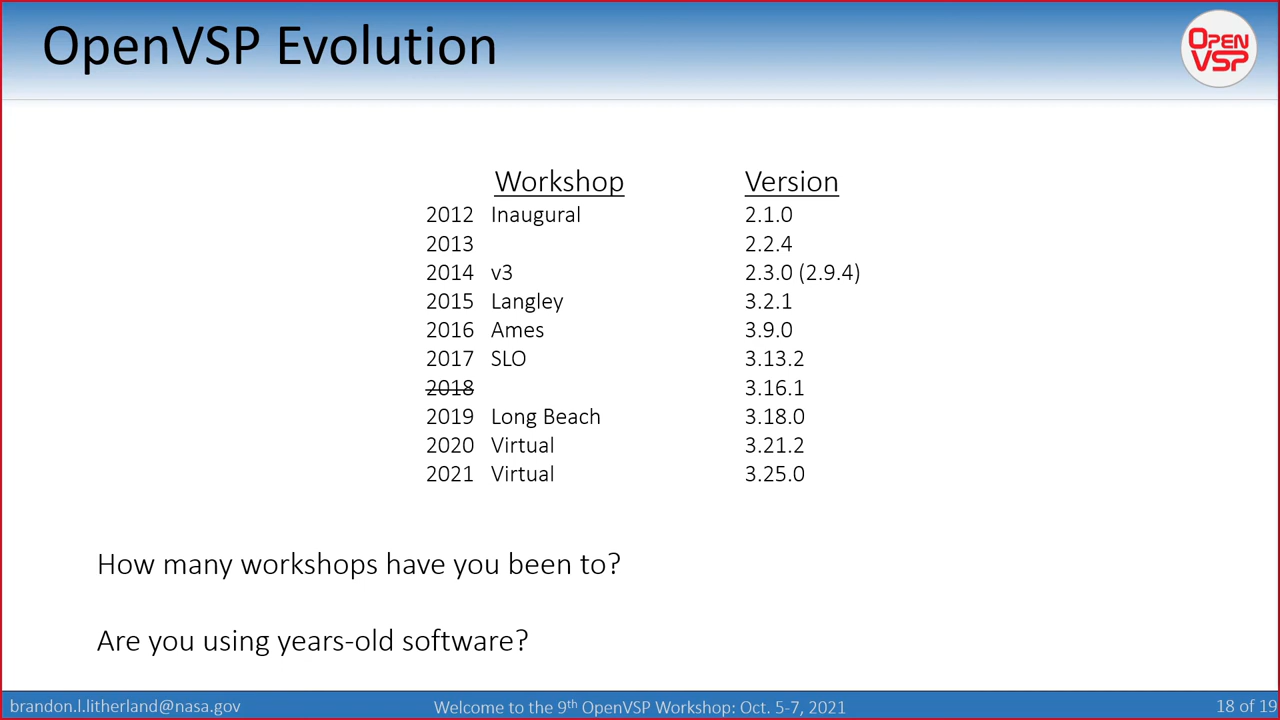 OpenVSP Evolution
OPEN
VSP
Workshop Version
2012 Inaugural 2.1.0
2013 2.2.4
2014 v3 2.3.0 (2.9.4)
2015 Langley 3.2.1
2016 Ames 3.9.0
2017 SLO 3.13.2
2018 3.16.1
2019 Long Beach 3.18.0
2020 Virtual 3.21.2
2021 Virtual 3.25.0
How many workshops have you been to?
Are you using years-old software?
brandon.l.litherland@nasa.gov Welcome to the 9th OpenVSP Workshop: Oct. 5-7, 2021 18 of 19